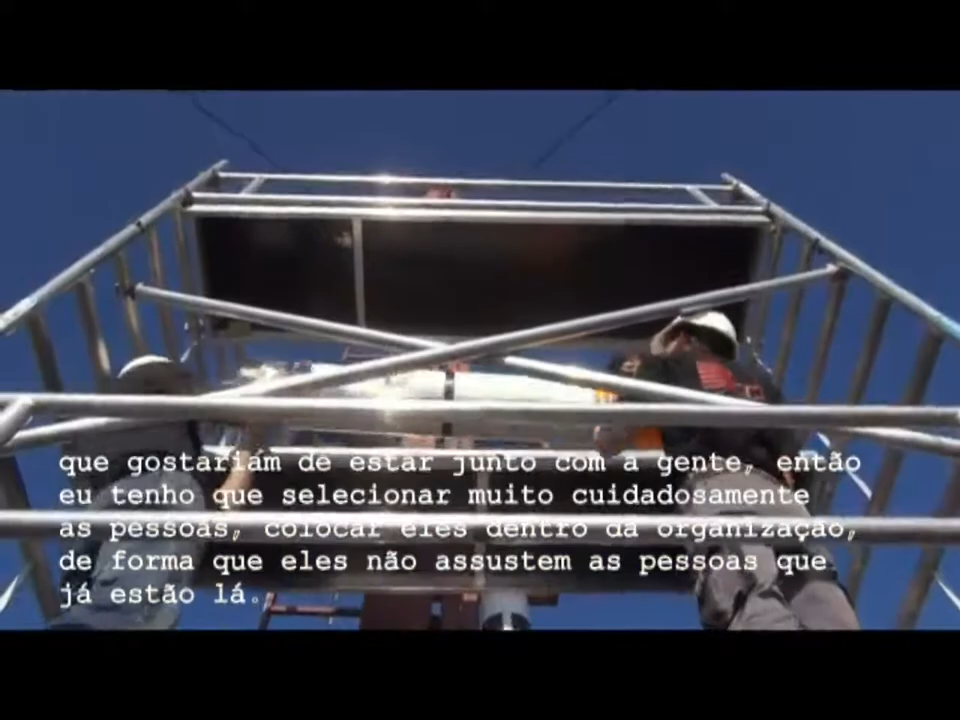 que gostariam de estar junto com a gente, então
eu tenho que selecionar muito cuidadosamente
as pessoas, colocar eles dentro da organização,
de forma que eles não assustem as pessoas que
já estão lá.